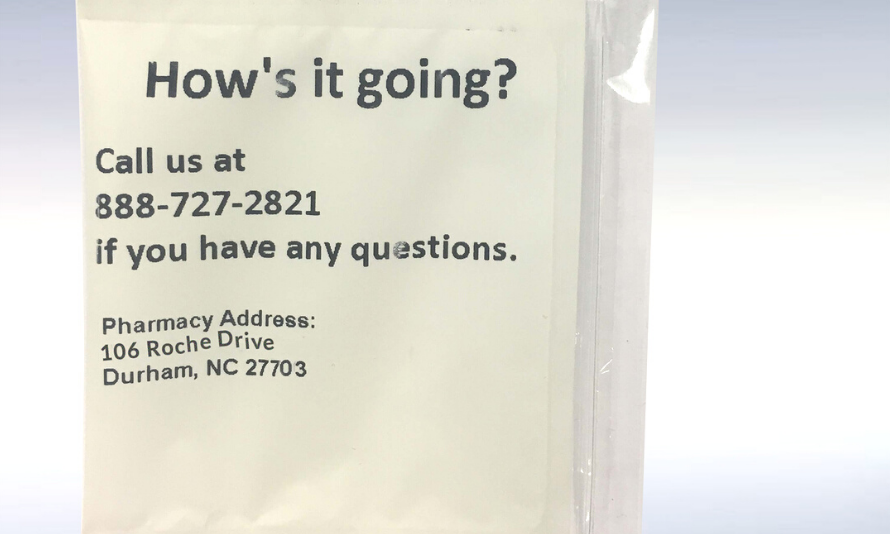 How's it going?
Call us at
888-727-2821
if you have any questions.
Pharmacy Address:
106 Roche Drive
Durham, NC 27703